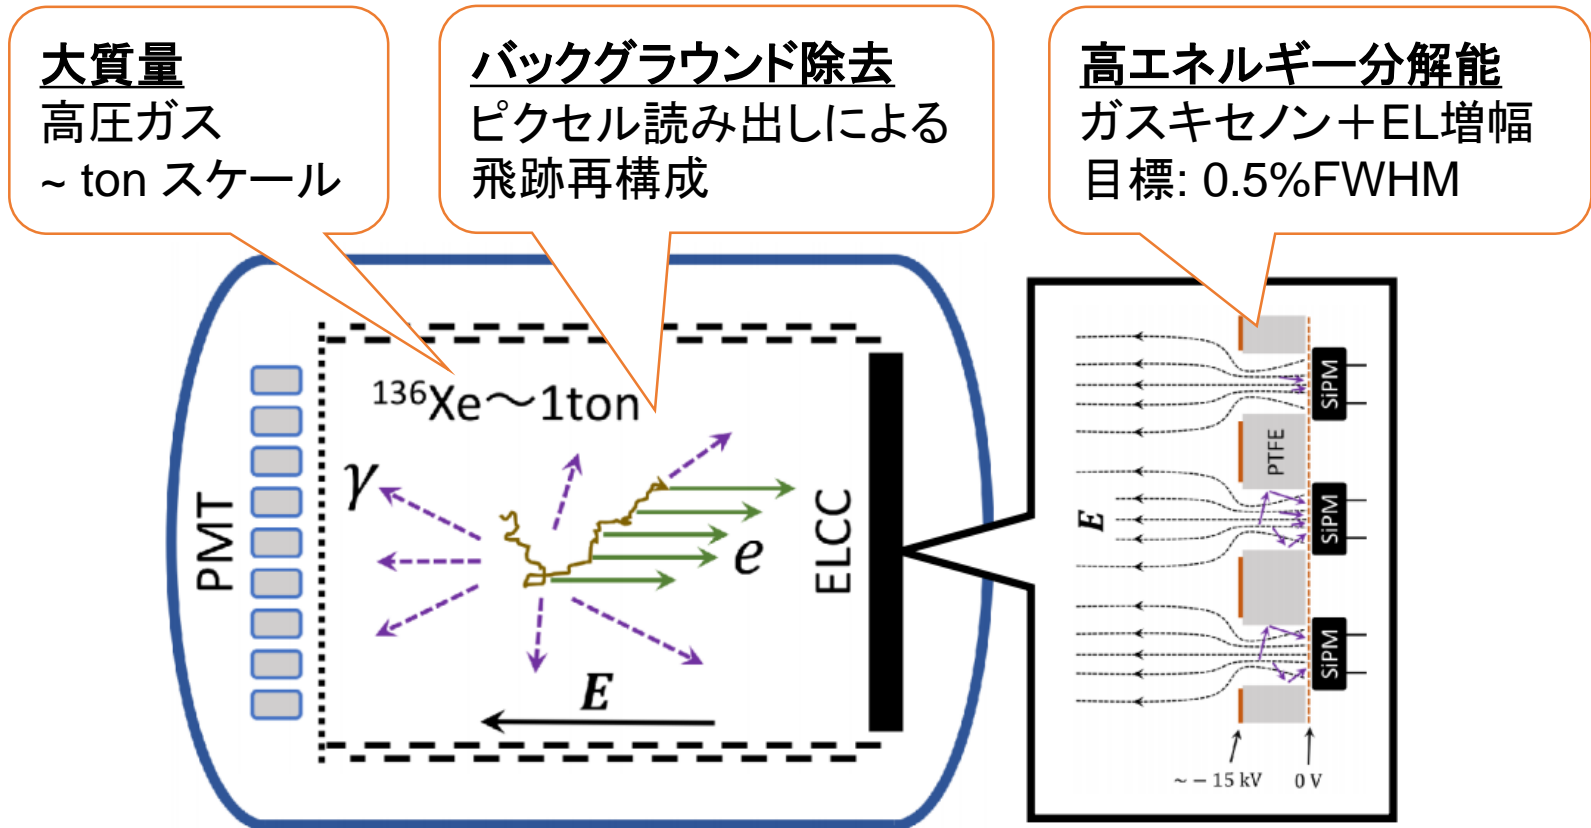 大質量
高圧ガス
~ ton スケール
バックグラウンド除去
ピクセル読み出しによる
飛跡再構成
高エネルギー分解能
ガスキセノン＋EL増幅
目標: 0.5%FWHM
PMT
¹³⁶Xe～1ton
γ
e
E
ELCC
E
PTFE
SiPM
SiPM
SiPM
~ − 15 kV
0 V